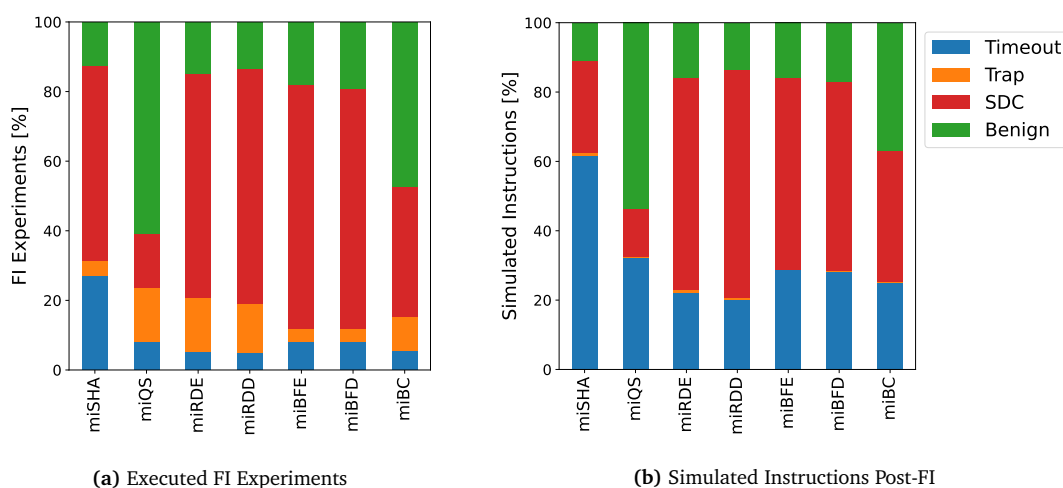 100
80
60
40
20
0
FI Experiments [%]
miSHA
miQS
miRDE
miRDD
miBFE
miBFD
miBC
(a) Executed FI Experiments
100
80
60
40
20
0
Simulated Instructions [%]
miSHA
miQS
miRDE
miRDD
miBFE
miBFD
miBC
(b) Simulated Instructions Post-FI
Timeout
Trap
SDC
Benign